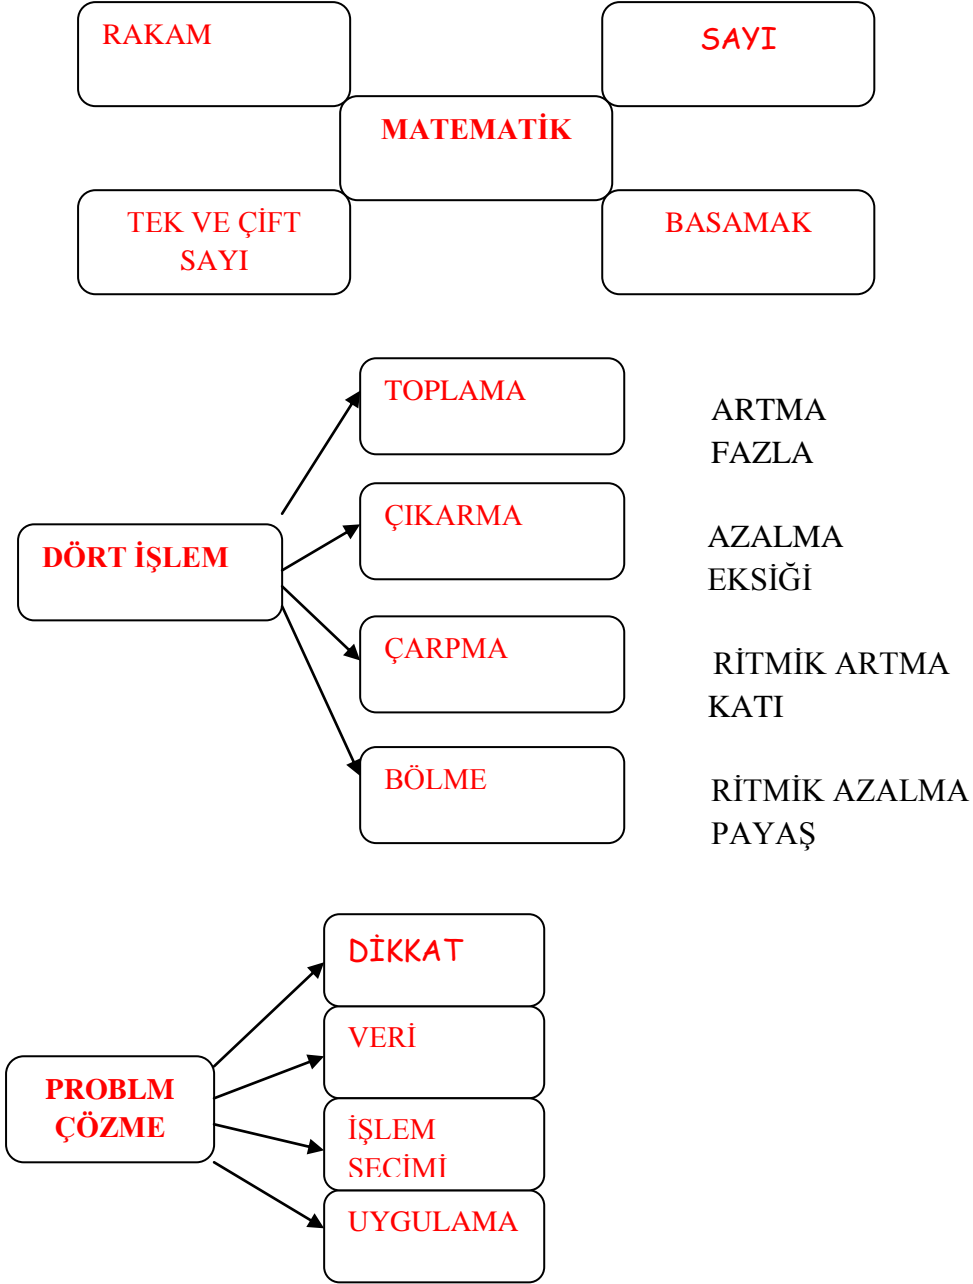 RAKAM
SAYI
MATEMATİK
TEK VE ÇİFT
SAYI
BASAMAK
TOPLAMA
ARTMA
FAZLA
ÇIKARMA
AZALMA
EKSİĞİ
DÖRT İŞLEM
ÇARPMA
RİTMİK ARTMA
KATI
BÖLME
RİTMİK AZALMA
PAYAŞ
DİKKAT
VERİ
PROBLM
ÇÖZME
İŞLEM
SEÇİMİ
UYGULAMA